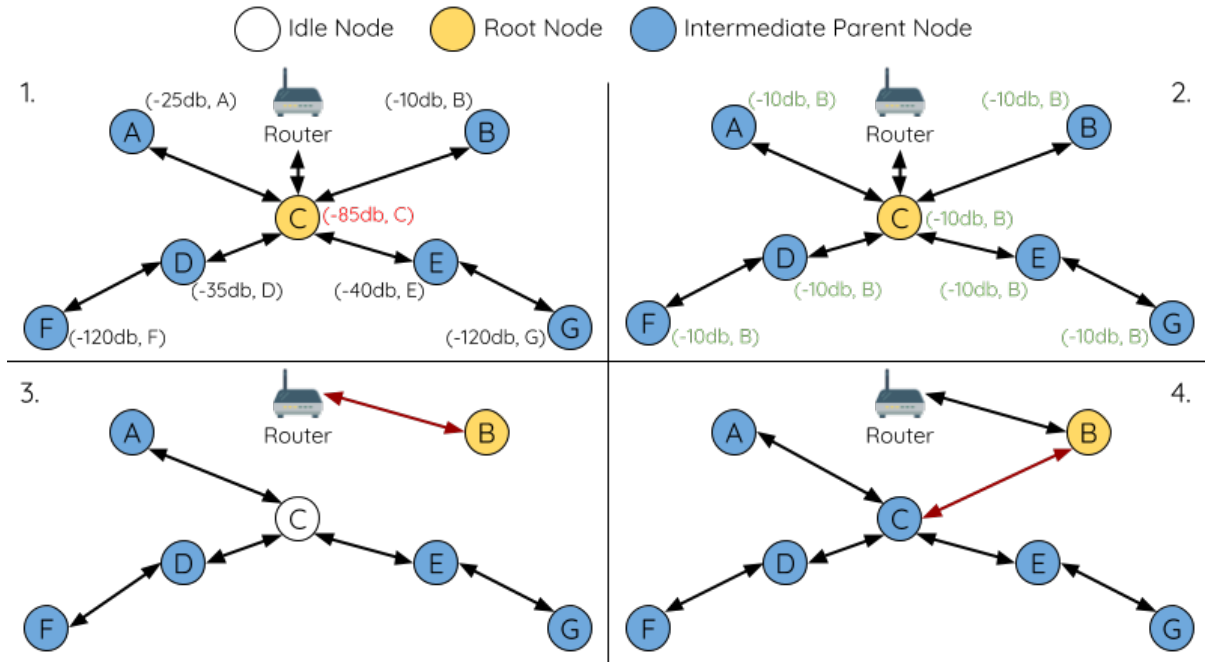 Idle Node
Root Node
Intermediate Parent Node
1.
(-25db, A)
(-10db, B)
A
Router
B
C
(-85db, C)
D
E
(-35db, D)
(-40db, E)
F
(-120db, F)
(-120db, G)
G
2.
(-10db, B)
(-10db, B)
A
Router
B
C
(-10db, B)
D
E
(-10db, B)
(-10db, B)
F
(-10db, B)
(-10db, B)
G
3.
A
Router
B
C
D
E
F
G
4.
A
Router
B
C
D
E
F
G